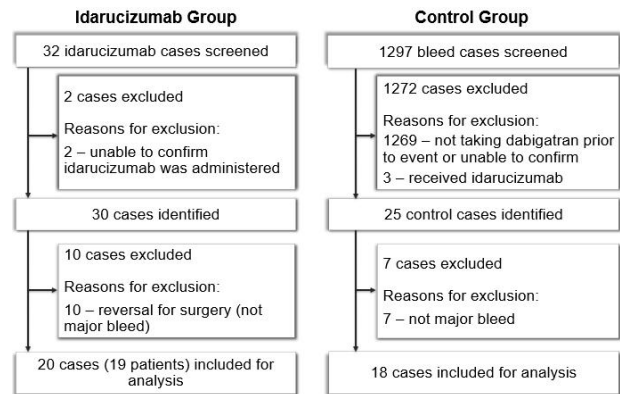 Idarucizumab Group
32 idarucizumab cases screened
2 cases excluded
Reasons for exclusion:
2 – unable to confirm
idarucizumab was administered
30 cases identified
10 cases excluded
Reasons for exclusion:
10 – reversal for surgery (not
major bleed)
20 cases (19 patients) included for
analysis
Control Group
1297 bleed cases screened
1272 cases excluded
Reasons for exclusion:
1269 – not taking dabigatran prior
to event or unable to confirm
3 – received idarucizumab
25 control cases identified
7 cases excluded
Reasons for exclusion:
7 – not major bleed
18 cases included for analysis